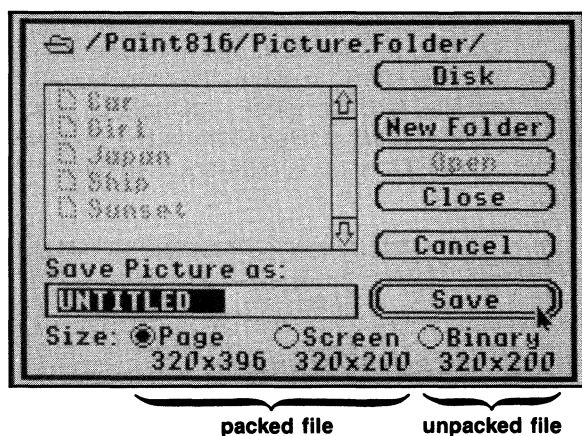 /Paint816/Picture.Folder/
Disk
Car
Girl
New Folder
Japan
Open
Ship
Close
Sunset
Cancel
Save Picture as:
UNTITLED
Save
Size: Page Screen Binary
320x396 320x200 320x200
packed file unpacked file